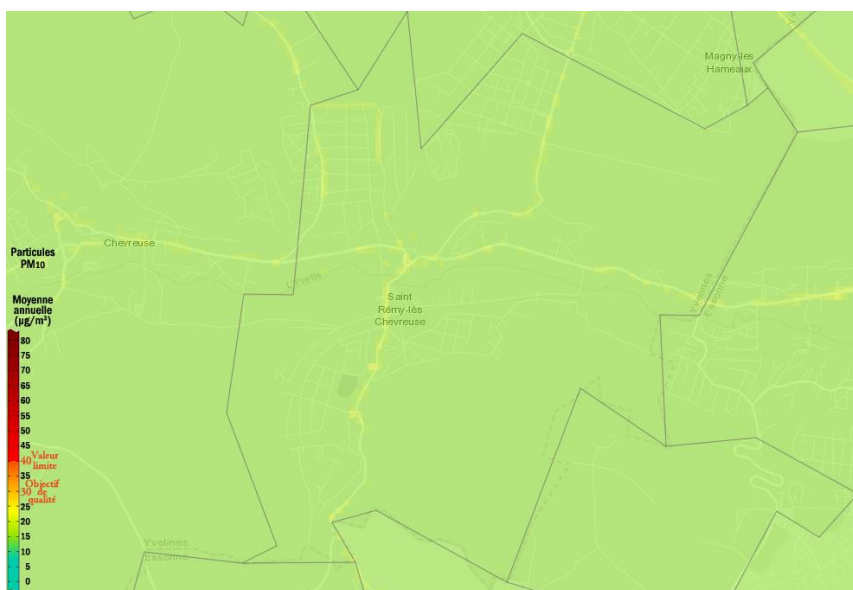 Magny-les
Hameaux
Chevreuse
L'Yvette
Saint
Rémy-lès
Chevreuse
Yvelines
Essonne
Yvelines
Essonne
Particules
PM10
Moyenne
annuelle
(µg/m³)
80
75
70
65
60
55
50
45
40 Valeur
limite
35
Objectif
30 de
qualité
25
20
15
10
5
0